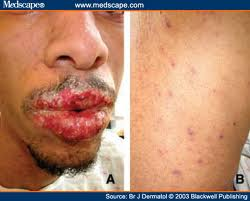 Medscape® www.medscape.com
A B
Source: Br J Dermatol © 2003 Blackwell Publishing